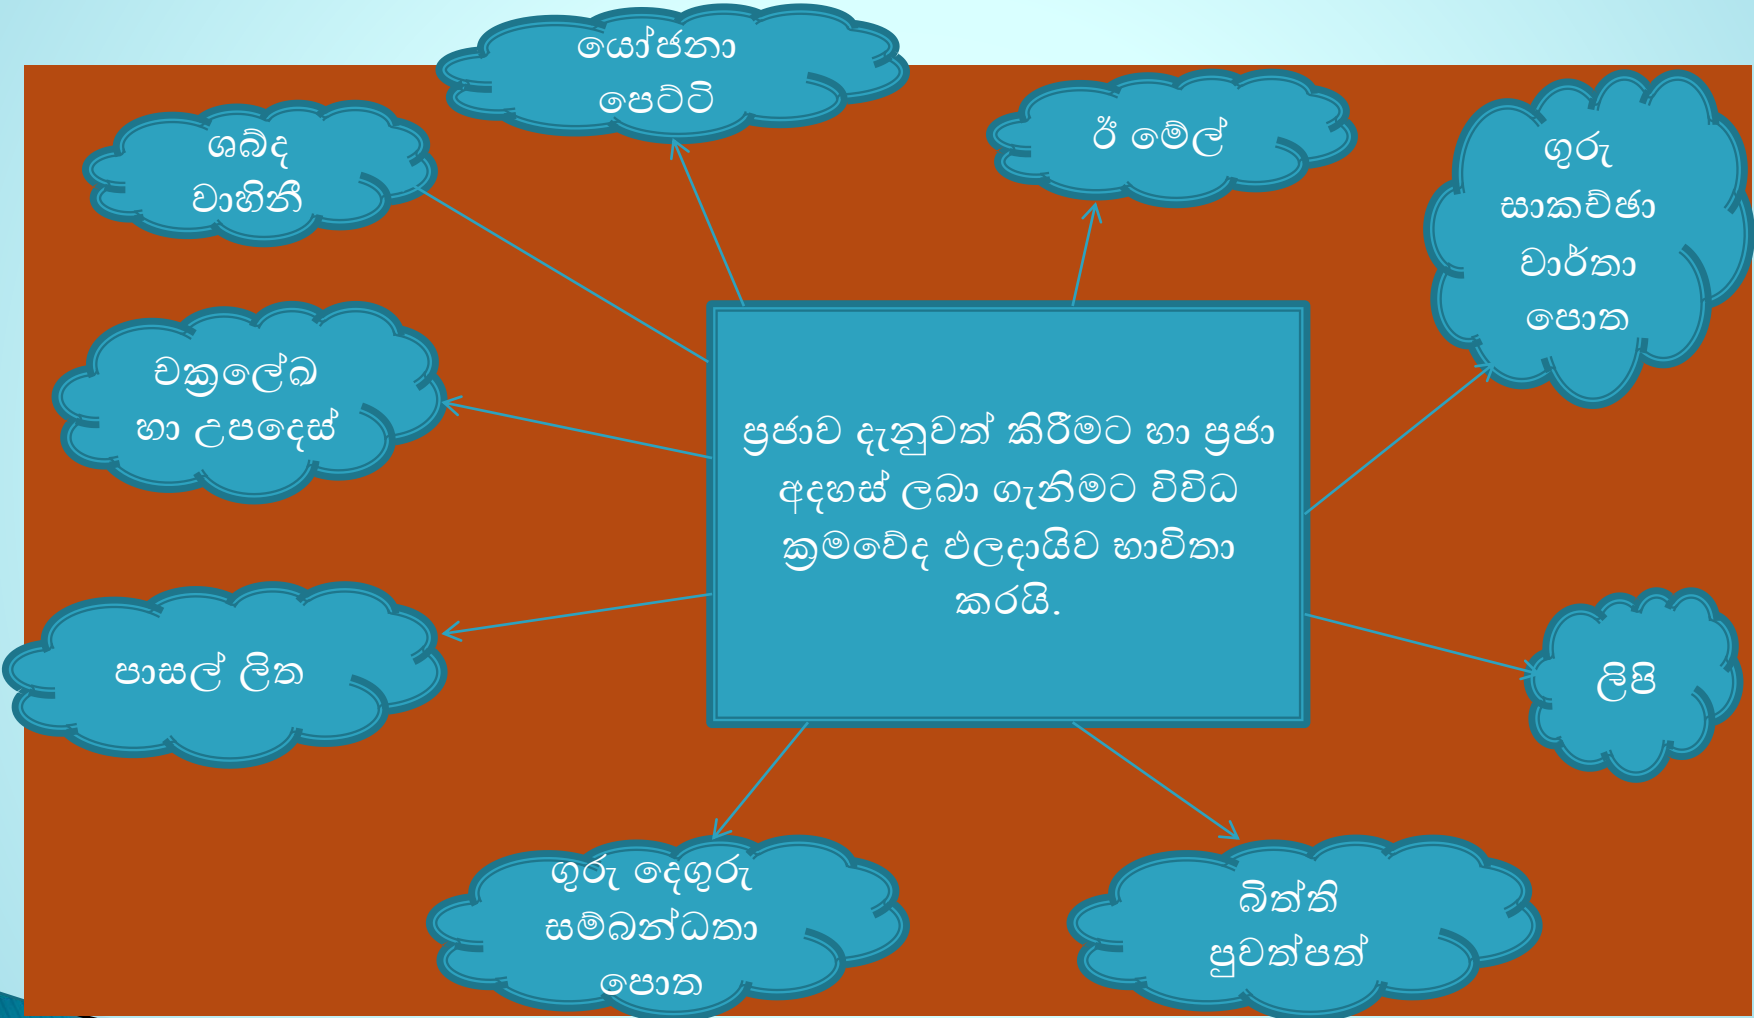 යෝජනා
පෙට්ටි
ශබ්ද
වාහිනී
ඊ මේල්
ගුරු
සාකච්ඡා
වාර්තා
පොත
චක්‍රලේඛ
හා උපදෙස්
ප්‍රජාව දැනුවත් කිරීමට හා ප්‍රජා
අදහස් ලබා ගැනිමට විවිධ
ක්‍රමවේද ඵලදායිව භාවිතා
කරයි.
පාසල් ලිත
ලිපි
ගුරු දෙගුරු
සම්බන්ධතා
පොත
බිත්ති
පුවත්පත්